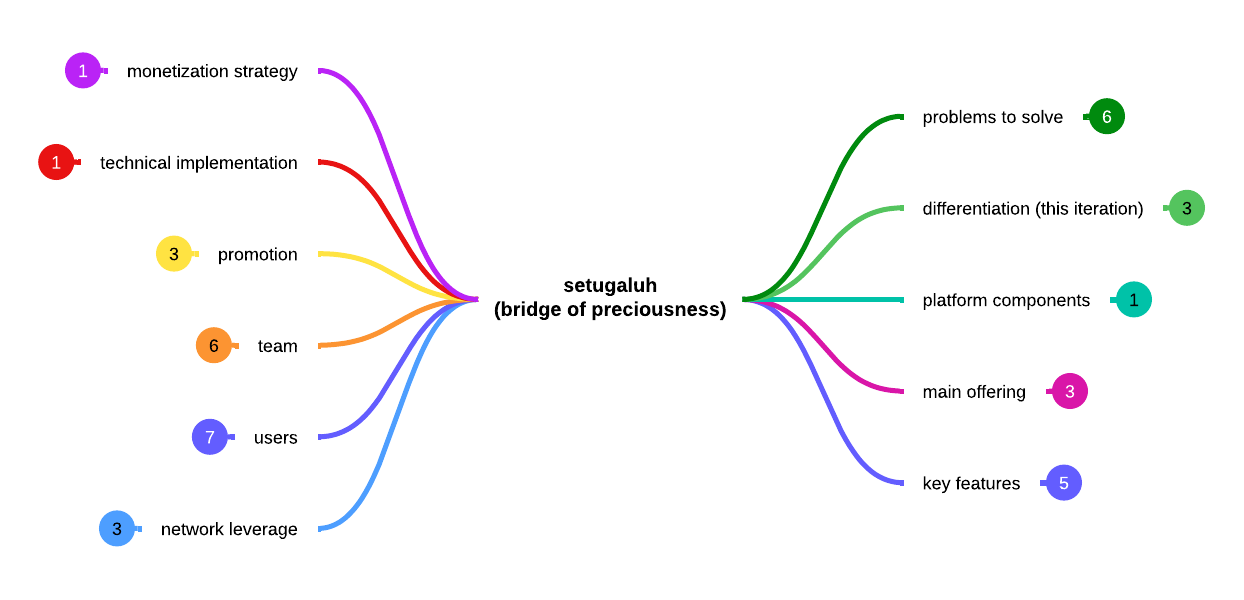 1 monetization strategy
1 technical implementation
3 promotion
6 team
7 users
3 network leverage
setugaluh
(bridge of preciousness)
problems to solve 6
differentiation (this iteration) 3
platform components 1
main offering 3
key features 5